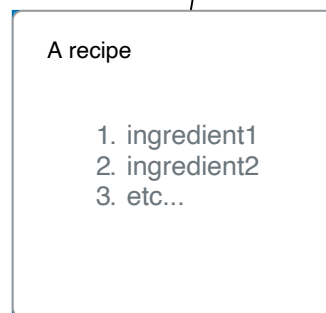 A recipe
1. ingredient1
2. ingredient2
3. etc...